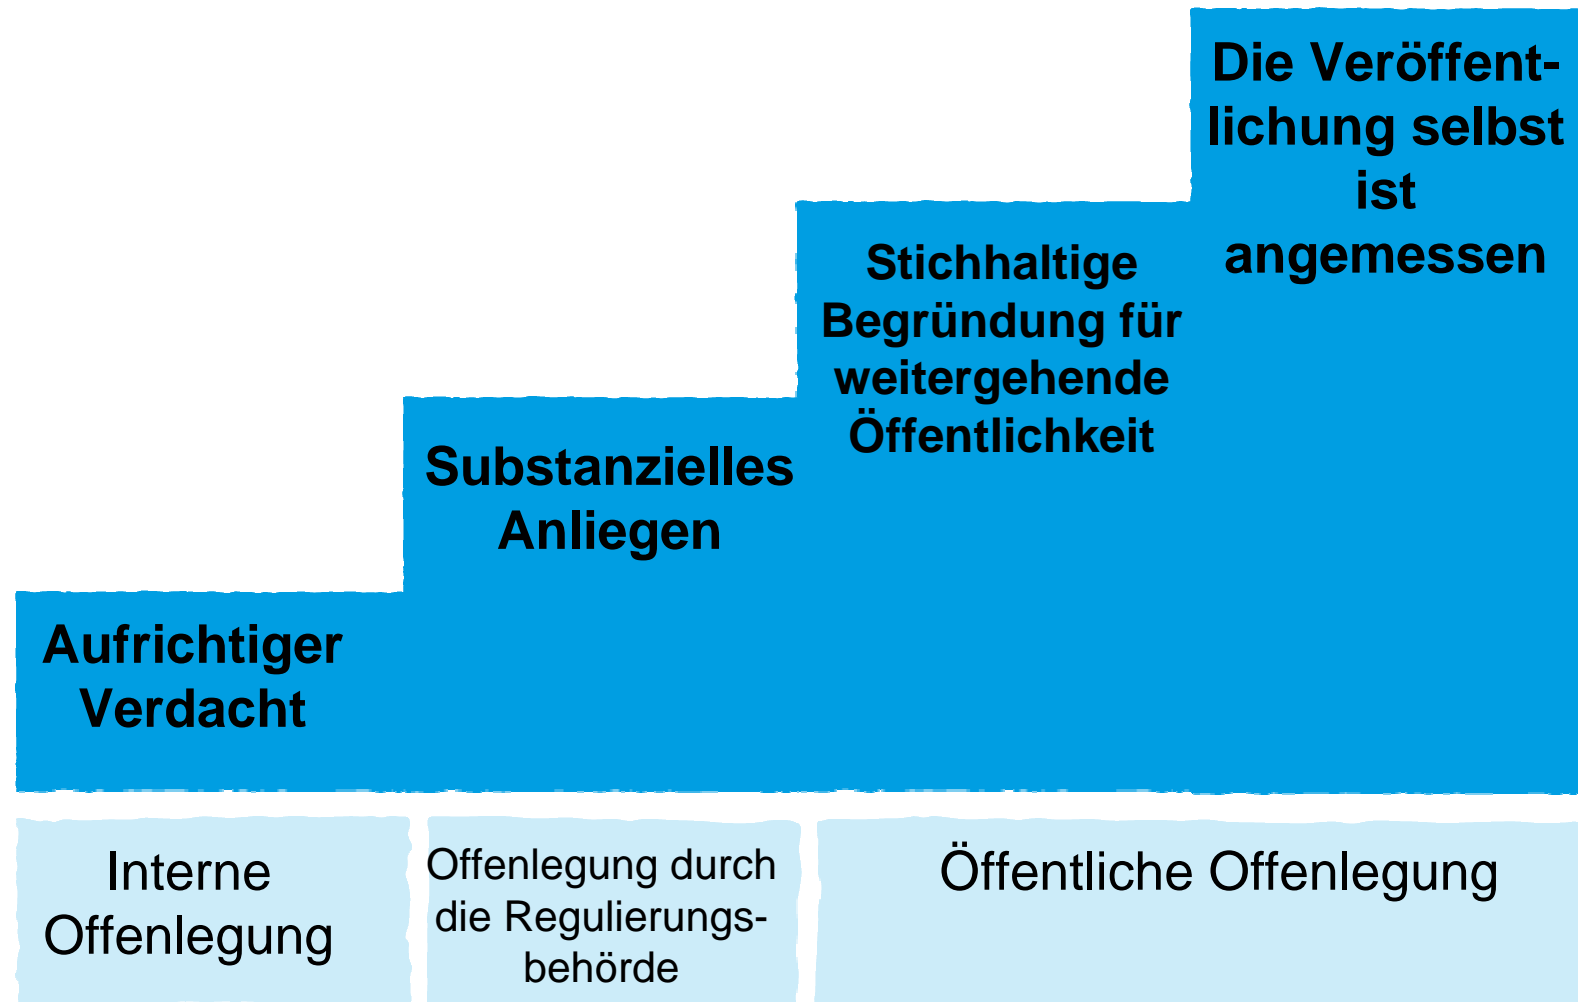 Die Veröffent-
lichung selbst
ist
angemessen
Stichhaltige
Begründung für
weitergehende
Öffentlichkeit
Substanzielles
Anliegen
Aufrichtiger
Verdacht
Interne
Offenlegung
Offenlegung durch
die Regulierungs-
behörde
Öffentliche Offenlegung